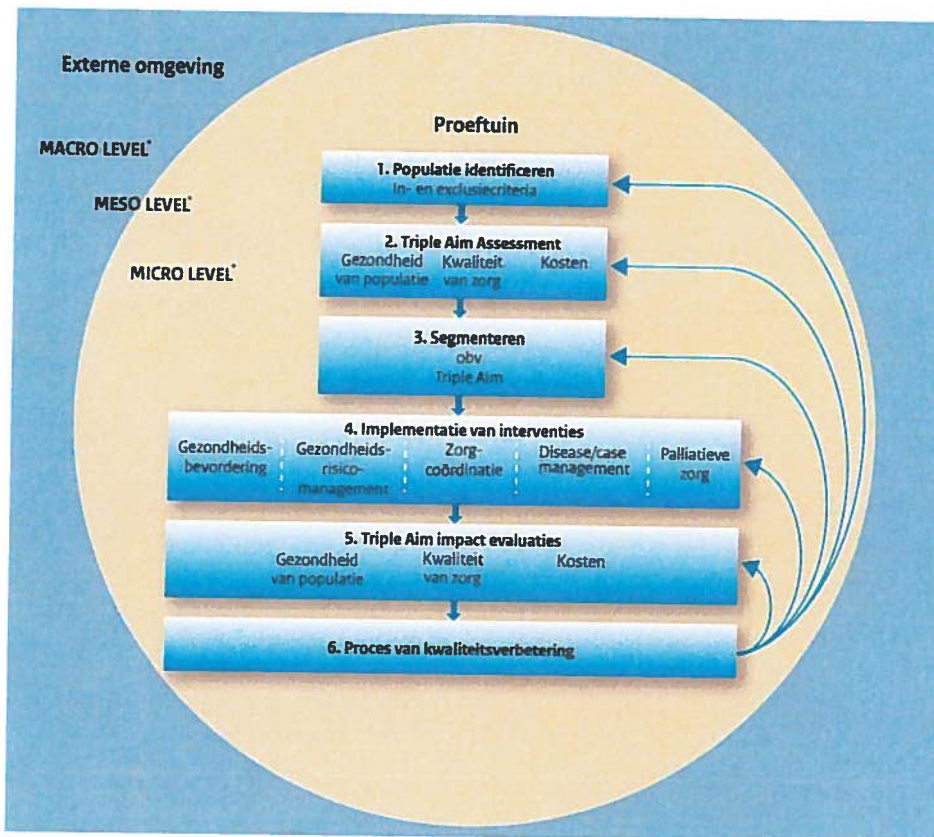 Externe omgeving
MACRO LEVEL*
MESO LEVEL*
MICRO LEVEL*
Proeftuin
1. Populatie identificeren
In- en exclusiecriteria
2. Triple Aim Assessment
Gezondheid Kwaliteit Kosten
van populatie van zorg
3. Segmenteren
obv
Triple Aim
4. Implementatie van interventies
Gezondheids-
bevordering
Gezondheids-
risico-
management
Zorg-
coördinatie
Disease/case
management
Palliatieve
zorg
5. Triple Aim impact evaluaties
Gezondheid Kwaliteit Kosten
van populatie van zorg
6. Proces van kwaliteitsverbetering